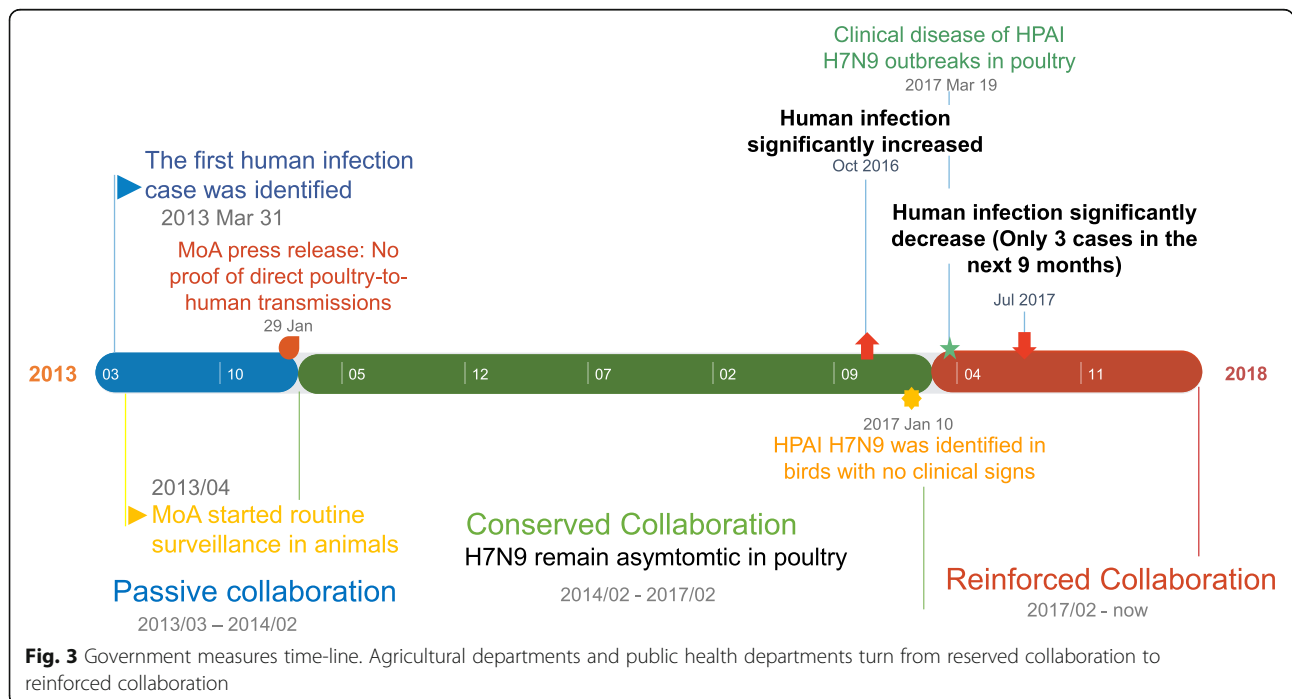 Clinical disease of HPAI
H7N9 outbreaks in poultry
2017 Mar 19
Human infection
significantly increased
Oct 2016
The first human infection
case was identified
2013 Mar 31
Human infection significantly
decrease (Only 3 cases in the
next 9 months)
Jul 2017
MoA press release: No
proof of direct poultry-to-
human transmissions
29 Jan
2013
03
10
05
12
07
02
09
04
11
2018
2017 Jan 10
HPAI H7N9 was identified in
birds with no clinical signs
2013/04
MoA started routine
surveillance in animals
Conserved Collaboration
H7N9 remain asymtomtic in poultry
2014/02 - 2017/02
Passive collaboration
2013/03 – 2014/02
Reinforced Collaboration
2017/02 - now
Fig. 3 Government measures time-line. Agricultural departments and public health departments turn from reserved collaboration to
reinforced collaboration